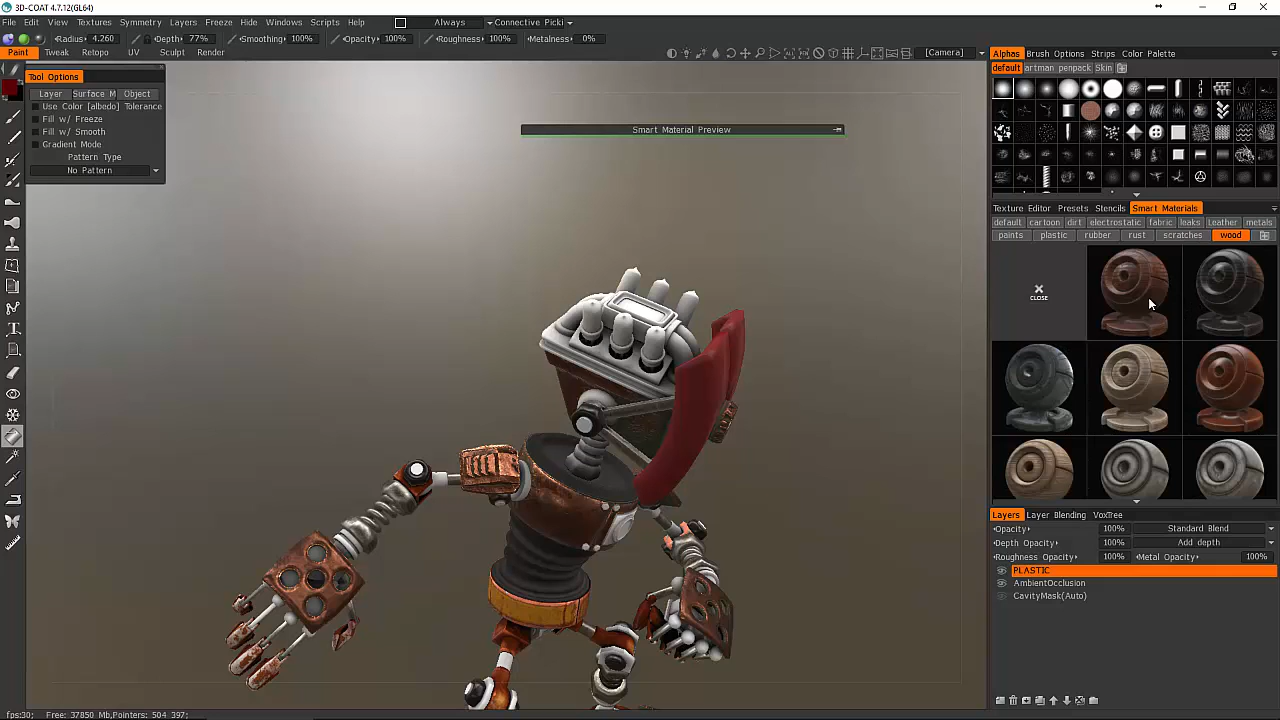 3D-COAT 4.7.12(GL64)
File Edit View Textures Symmetry Layers Freeze Hide Windows Scripts Help Always Connective Picki
Radius 4.260 Depth 77% Smoothing 100% Opacity 100% Roughness 100% Metalness 0%
Paint Tweak Retopo UV Sculpt Render [Camera]
Alphas Brush Options Strips Color Palette
default artman penpack Skin
Tool Options
Layer Surface M Object
Use Color [albedo] Tolerance
Fill w/ Freeze
Fill w/ Smooth
Gradient Mode
Pattern Type
No Pattern
Smart Material Preview
Texture Editor Presets Stencils Smart Materials
default cartoon dirt electrostatic fabric leaks Leather metals
paints plastic rubber rust scratches wood
CLOSE
Layers Layer Blending VoxTree
Opacity 100% Standard Blend
Depth Opacity 100% Add depth
Roughness Opacity 100% Metal Opacity 100%
PLASTIC
AmbientOcclusion
CavityMask(Auto)
fps:30; Free: 37850 Mb,Pointers: 504 397;